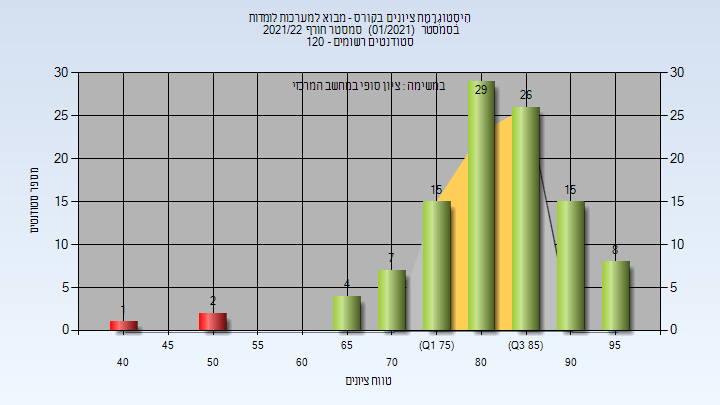 היסטוגרמת ציונים בקורס - מבוא למערכות לומדות
בסמסטר (01/2021) סמסטר חורף 2021/22
סטודנטים רשומים - 120
במשימה : ציון סופי במחשב המרכזי
מספר סטודנטים
30 25 20 15 10 5 0
1 2 4 7 15 29 26 15 8
30 25 20 15 10 5 0
40 45 50 55 60 65 70 (Q1 75) 80 (Q3 85) 90 95
טווח ציונים